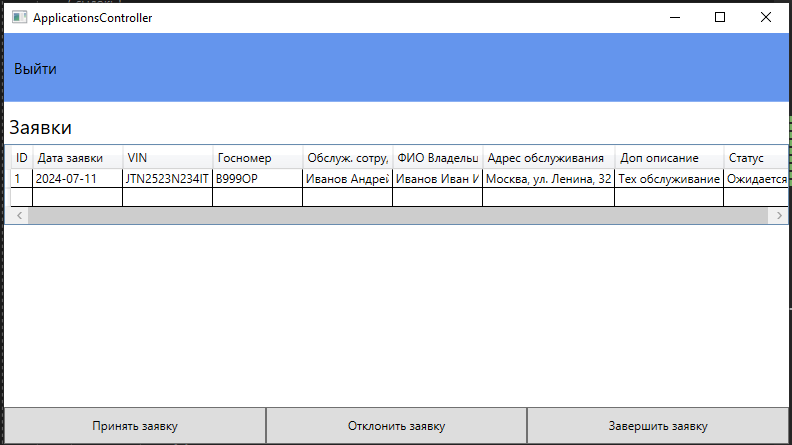 ApplicationsController
Выйти
Заявки
ID Дата заявки VIN Госномер Обслуж. сотру, ФИО Владельц Адрес обслуживания Доп описание Статус
1 2024-07-11 JTN2523N234IT B999OP Иванов Андрей Иванов Иван И Москва, ул. Ленина, 32 Тех обслуживание Ожидается
Принять заявку Отклонить заявку Завершить заявку